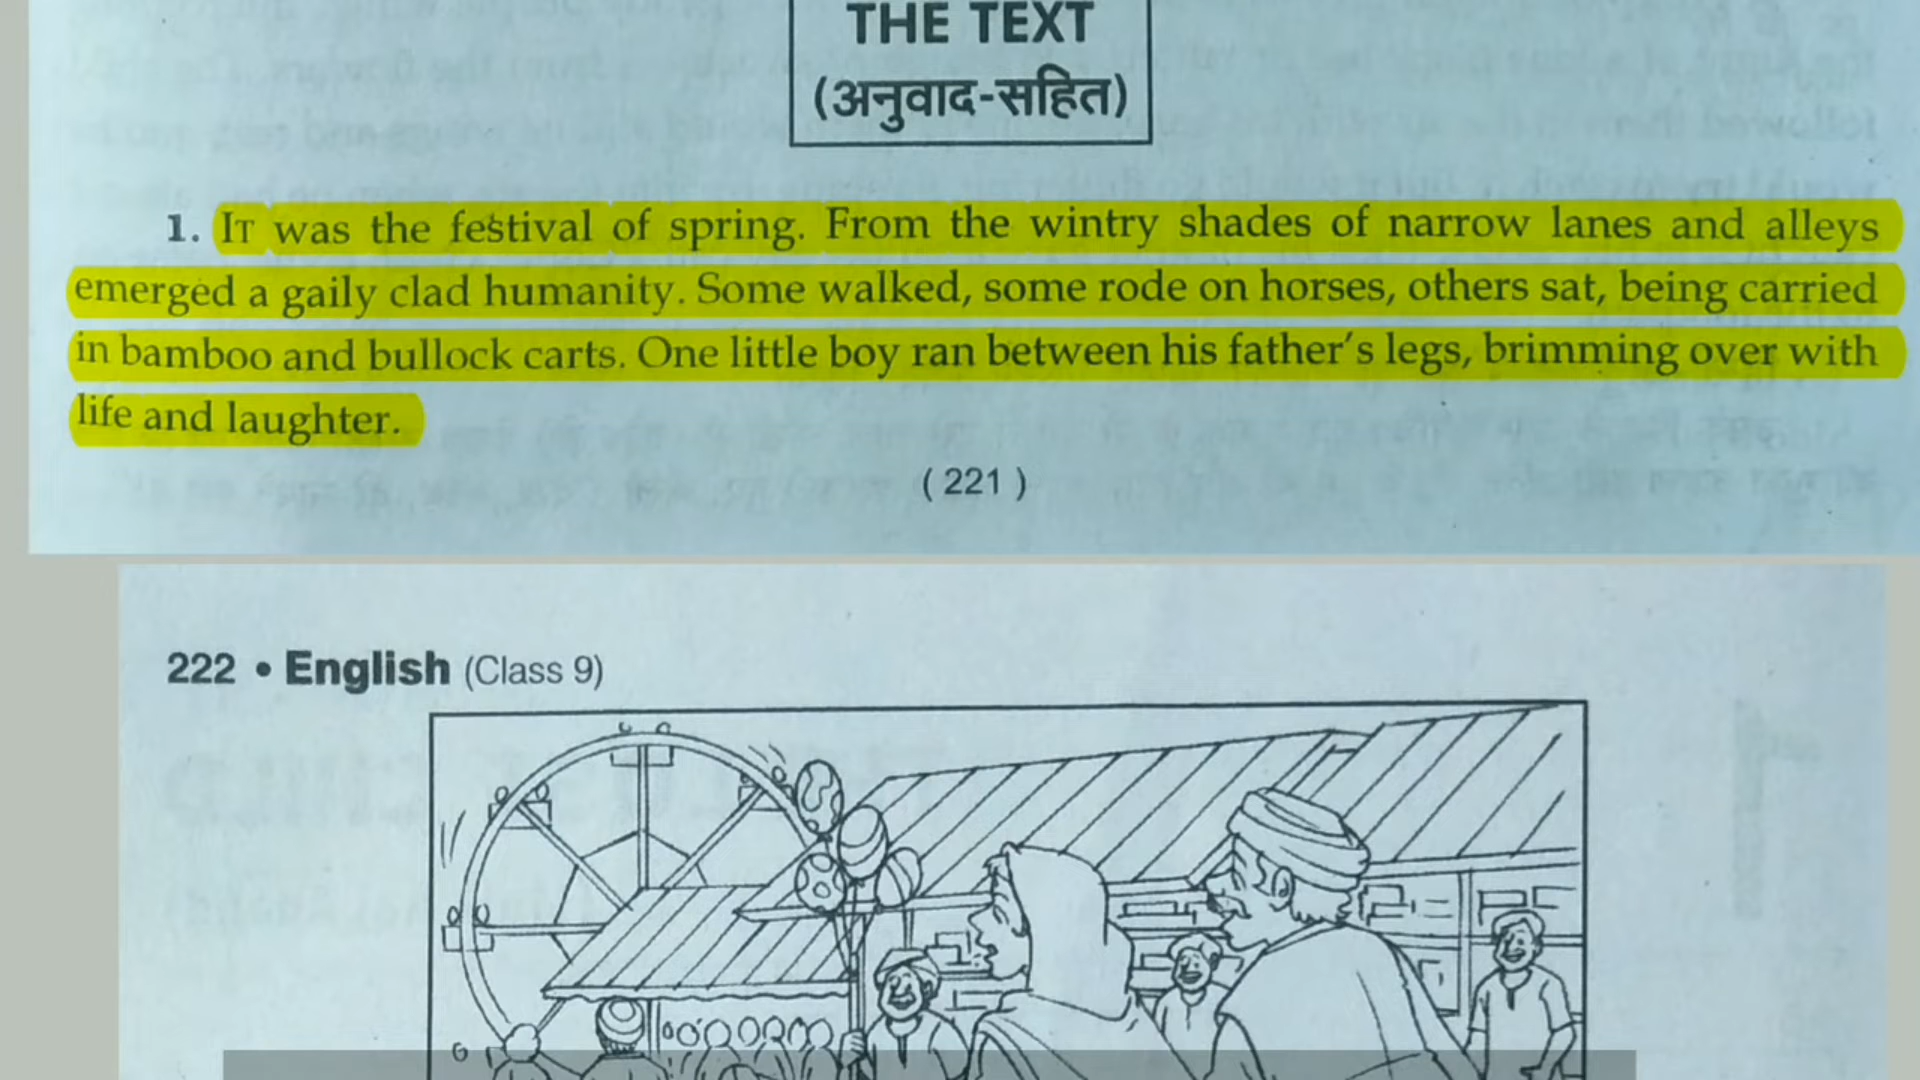 THE TEXT
(अनुवाद-सहित)
1. IT was the festival of spring. From the wintry shades of narrow lanes and alleys
emerged a gaily clad humanity. Some walked, some rode on horses, others sat, being carried
in bamboo and bullock carts. One little boy ran between his father's legs, brimming over with
life and laughter.
( 221 )
222 • English (Class 9)